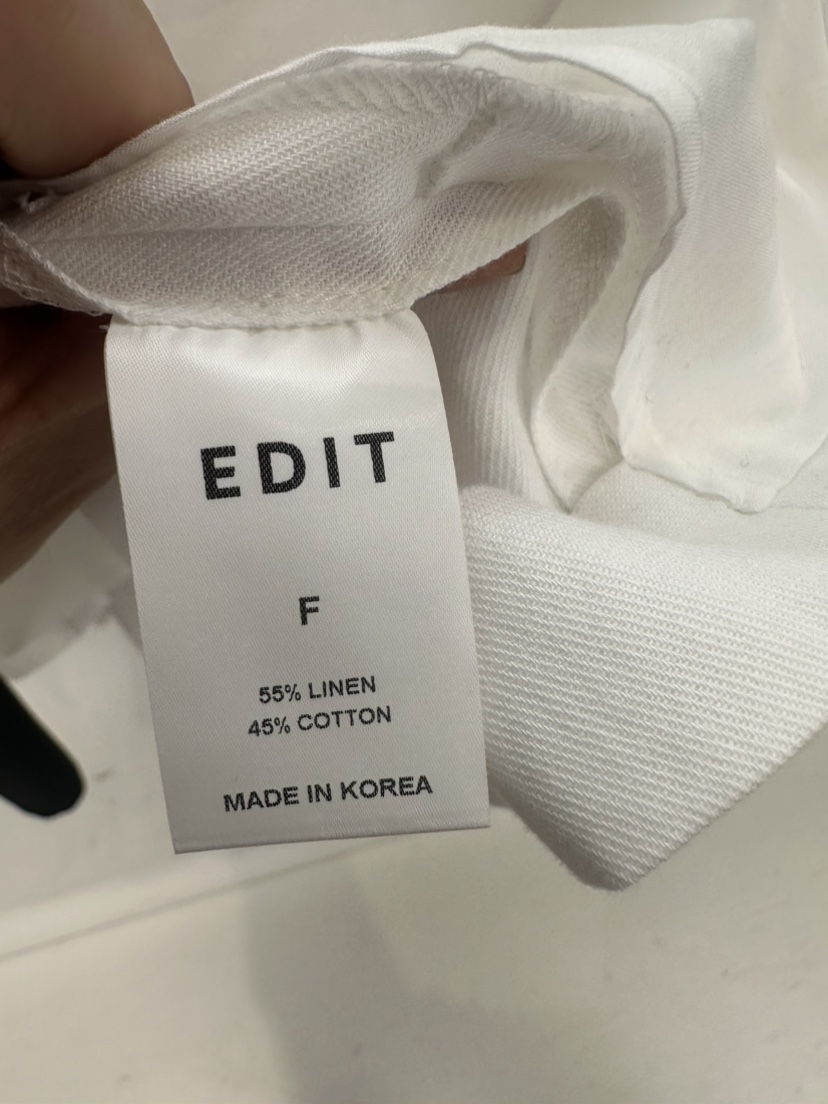 EDIT
F
55% LINEN
45% COTTON
MADE IN KOREA